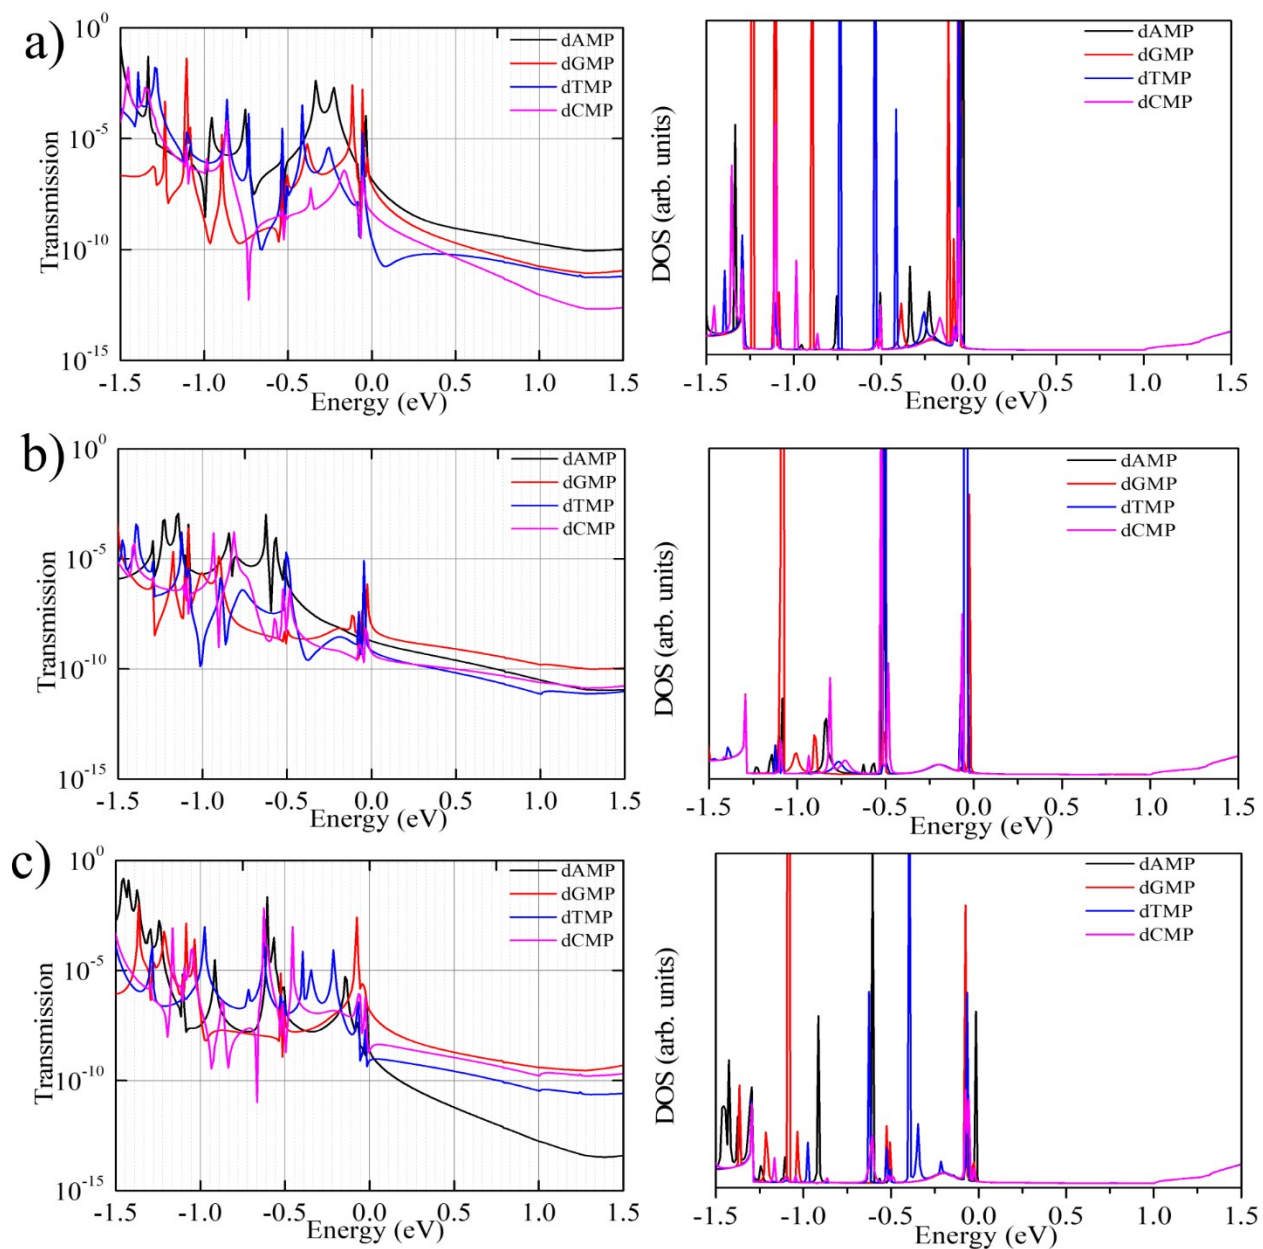 a)
Transmission
10^0
10^-5
10^-10
10^-15
dAMP
dGMP
dTMP
dCMP
-1.5 -1.0 -0.5 0.0 0.5 1.0 1.5
Energy (eV)
DOS (arb. units)
dAMP
dGMP
dTMP
dCMP
-1.5 -1.0 -0.5 0.0 0.5 1.0 1.5
Energy (eV)
b)
Transmission
10^0
10^-5
10^-10
10^-15
dAMP
dGMP
dTMP
dCMP
-1.5 -1.0 -0.5 0.0 0.5 1.0 1.5
Energy (eV)
DOS (arb. units)
dAMP
dGMP
dTMP
dCMP
-1.5 -1.0 -0.5 0.0 0.5 1.0 1.5
Energy (eV)
c)
Transmission
10^0
10^-5
10^-10
10^-15
dAMP
dGMP
dTMP
dCMP
-1.5 -1.0 -0.5 0.0 0.5 1.0 1.5
Energy (eV)
DOS (arb. units)
dAMP
dGMP
dTMP
dCMP
-1.5 -1.0 -0.5 0.0 0.5 1.0 1.5
Energy (eV)